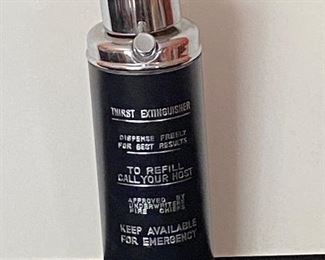 THIRST EXTINGUISHER
DISPENSE FREELY
FOR BEST RESULTS
TO REFILL
CALL YOUR HOST
APPROVED BY
UNDERWRITERS
FIRE CHIEFS
KEEP AVAILABLE
FOR EMERGENCY